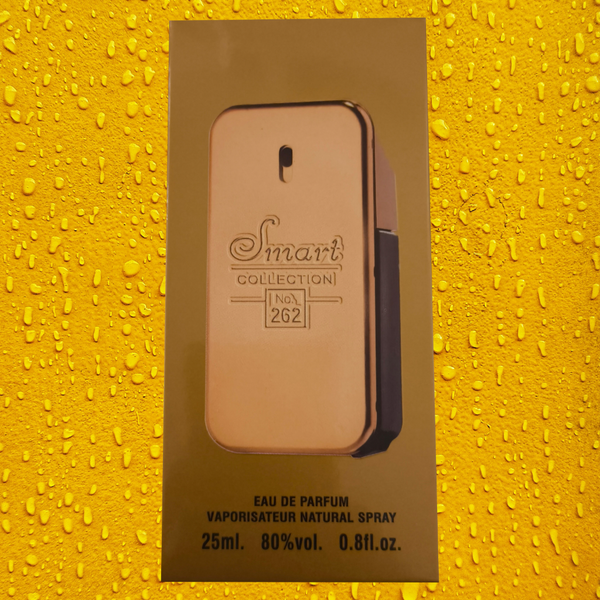 Smart
COLLECTION
No.
262
EAU DE PARFUM
VAPORISATEUR NATURAL SPRAY
25ml. 80%vol. 0.8fl.oz.